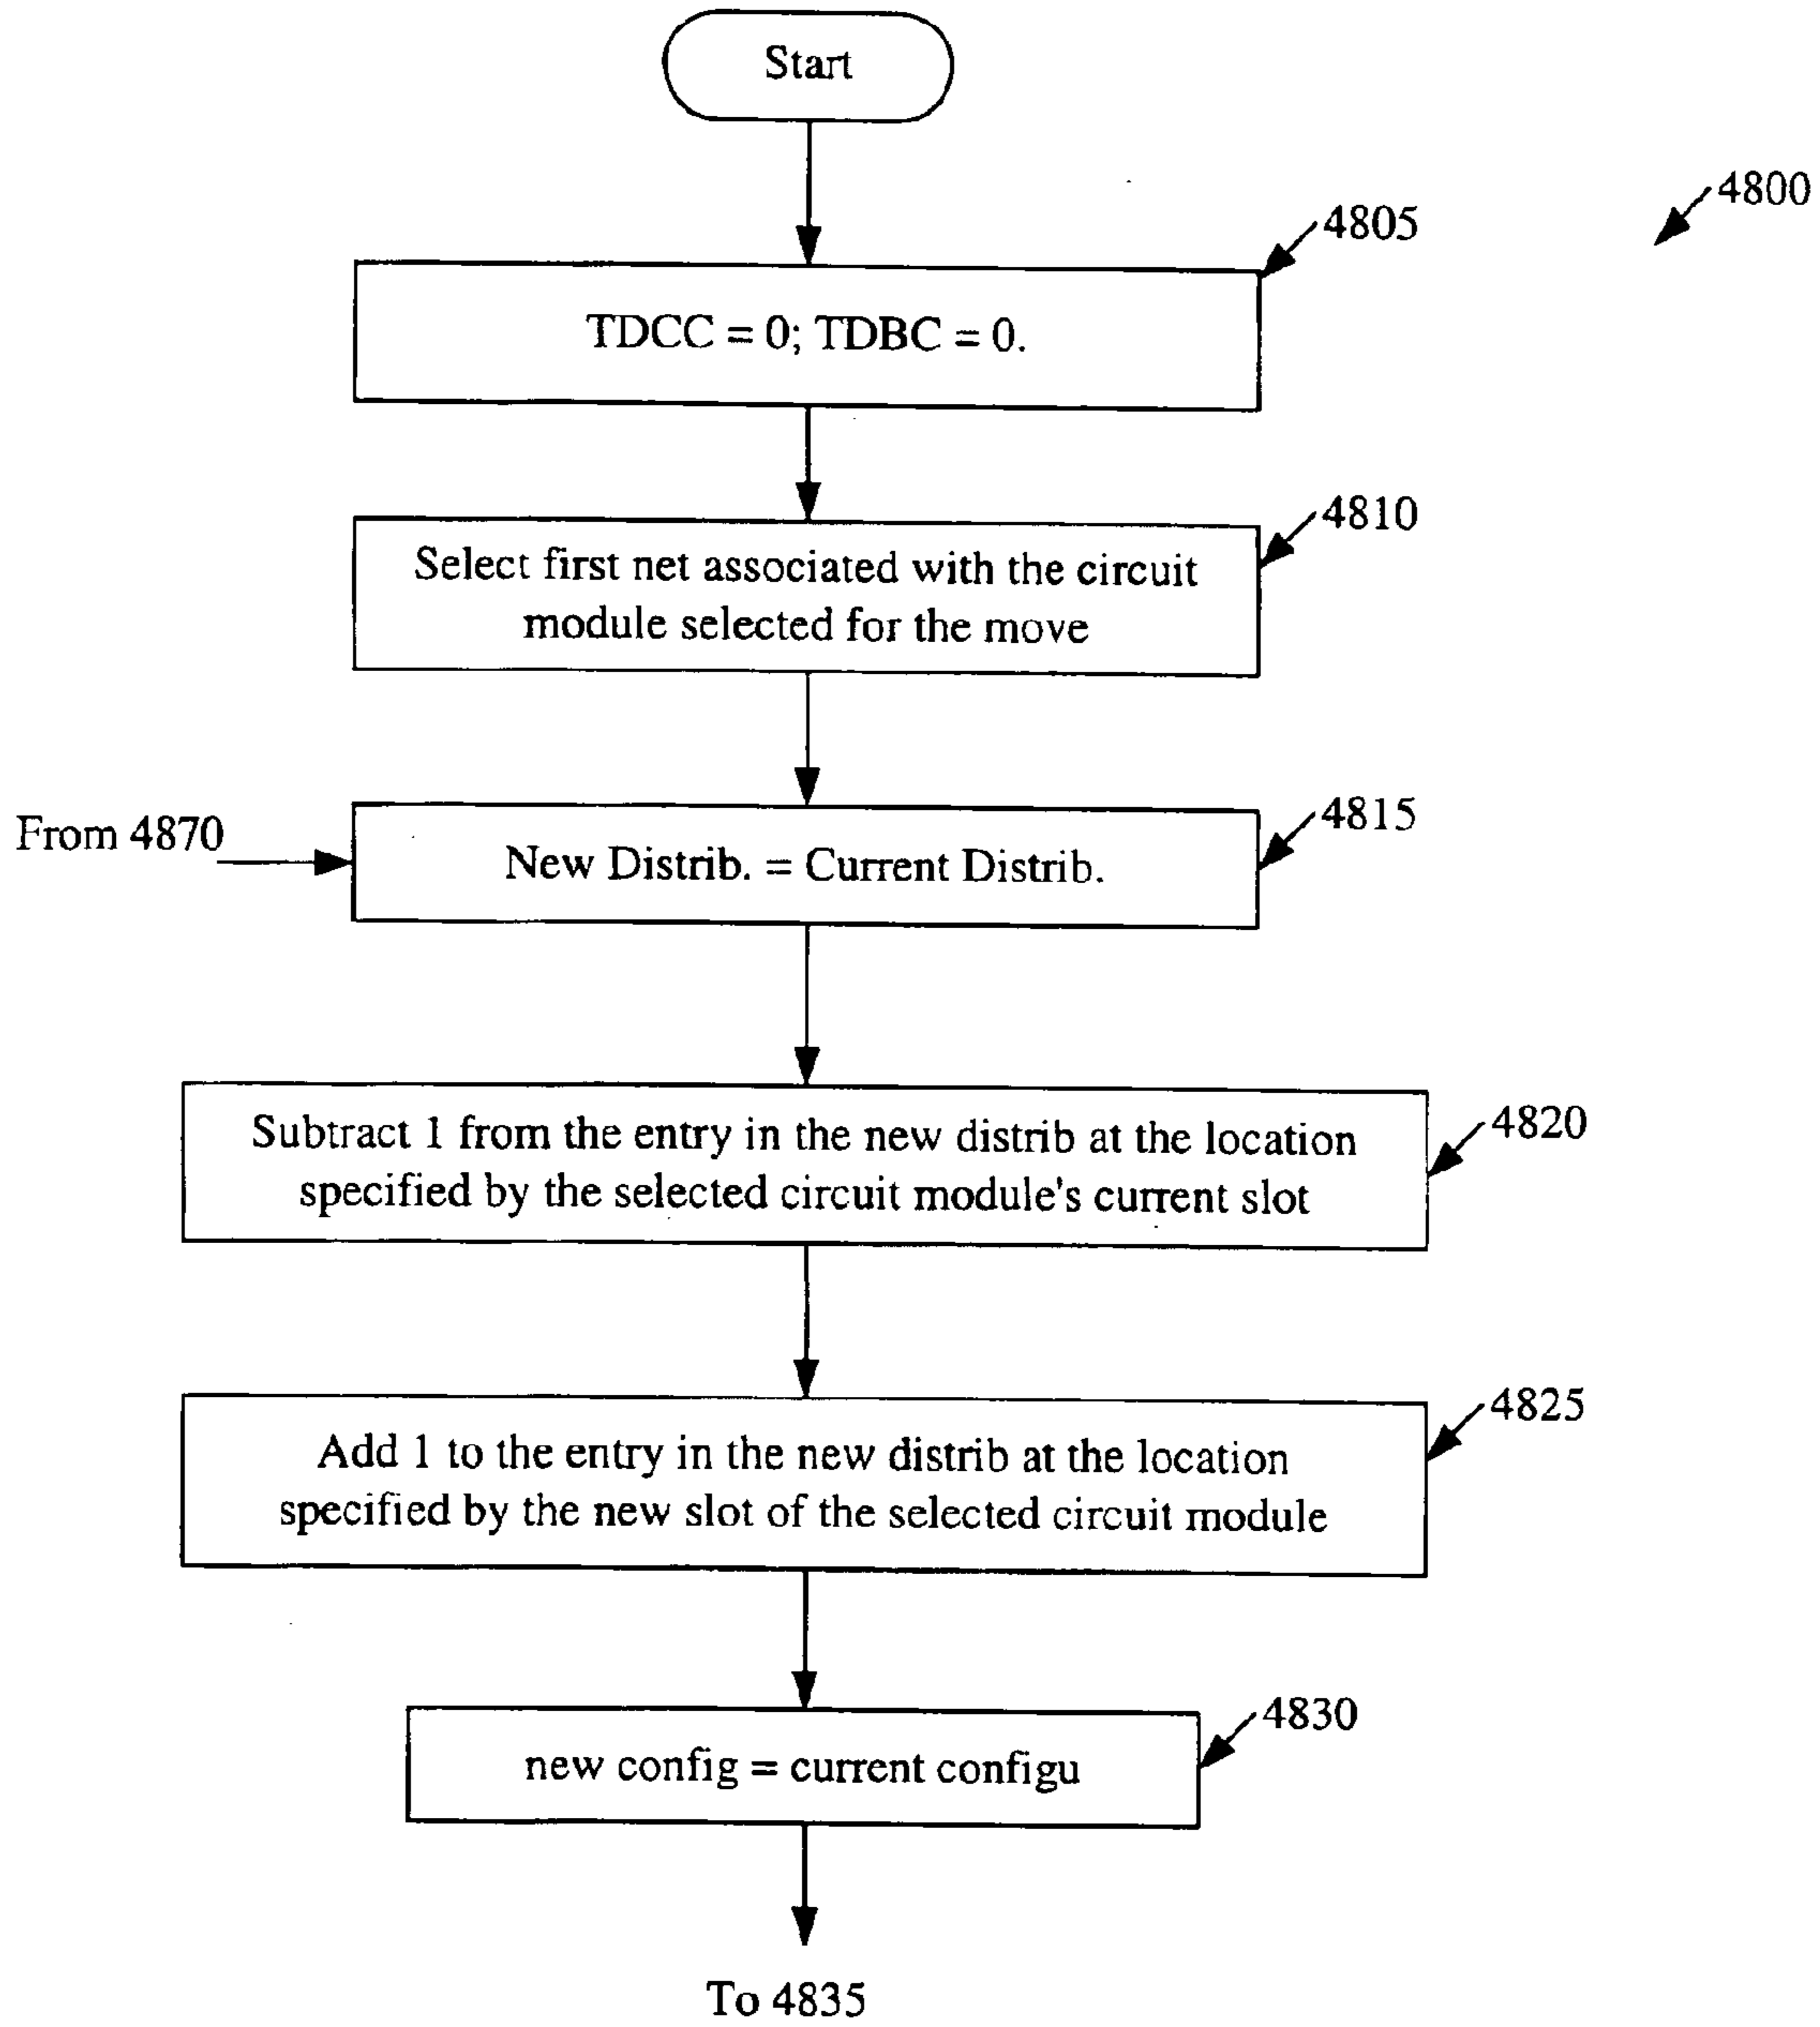 Start
4800
4805
TDCC = 0; TDBC = 0.
4810
Select first net associated with the circuit
module selected for the move
From 4870
4815
New Distrib. = Current Distrib.
4820
Subtract 1 from the entry in the new distrib at the location
specified by the selected circuit module's current slot
4825
Add 1 to the entry in the new distrib at the location
specified by the new slot of the selected circuit module
4830
new config = current configu
To 4835